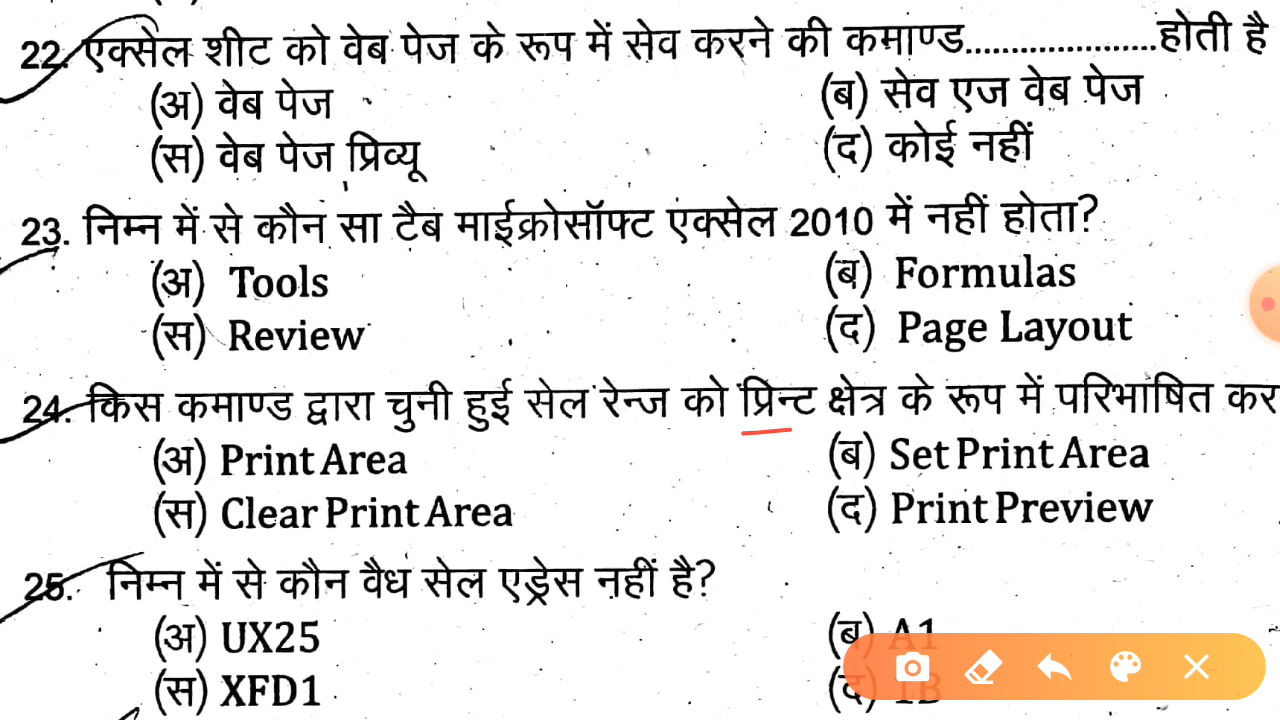 22. एक्सेल शीट को वेब पेज के रूप में सेव करने की कमाण्ड.....................होती है
(अ) वेब पेज (ब) सेव एज वेब पेज
(स) वेब पेज प्रिव्यू (द) कोई नहीं
23. निम्न में से कौन सा टैब माईक्रोसॉफ्ट एक्सेल 2010 में नहीं होता?
(अ) Tools (ब) Formulas
(स) Review (द) Page Layout
24. किस कमाण्ड द्वारा चुनी हुई सेल रेन्ज को प्रिन्ट क्षेत्र के रूप में परिभाषित कर
(अ) Print Area (ब) Set Print Area
(स) Clear Print Area (द) Print Preview
25. निम्न में से कौन वैध सेल एड्रेस नहीं है?
(अ) UX25 (ब) A1
(स) XFD1 (द) 1B